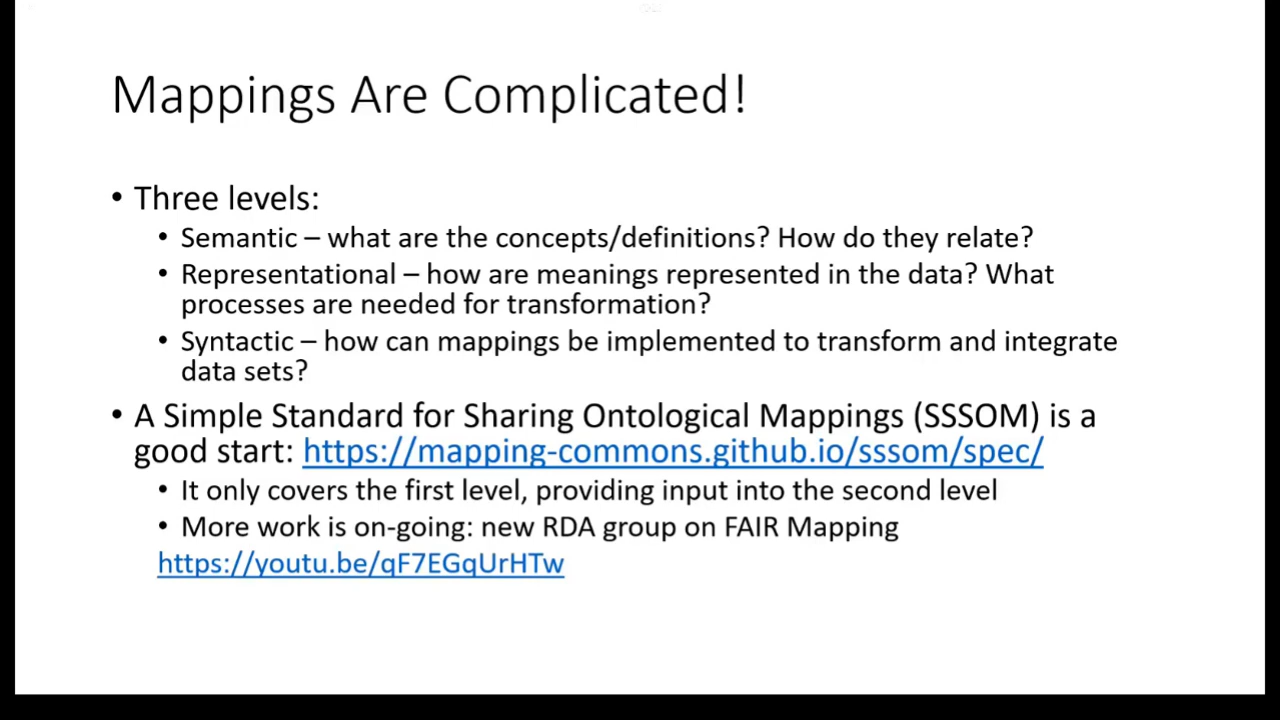 Mappings Are Complicated!
• Three levels:
• Semantic – what are the concepts/definitions? How do they relate?
• Representational – how are meanings represented in the data? What
processes are needed for transformation?
• Syntactic – how can mappings be implemented to transform and integrate
data sets?
• A Simple Standard for Sharing Ontological Mappings (SSSOM) is a
good start: https://mapping-commons.github.io/sssom/spec/
• It only covers the first level, providing input into the second level
• More work is on-going: new RDA group on FAIR Mapping
https://youtu.be/qF7EGqUrHTw